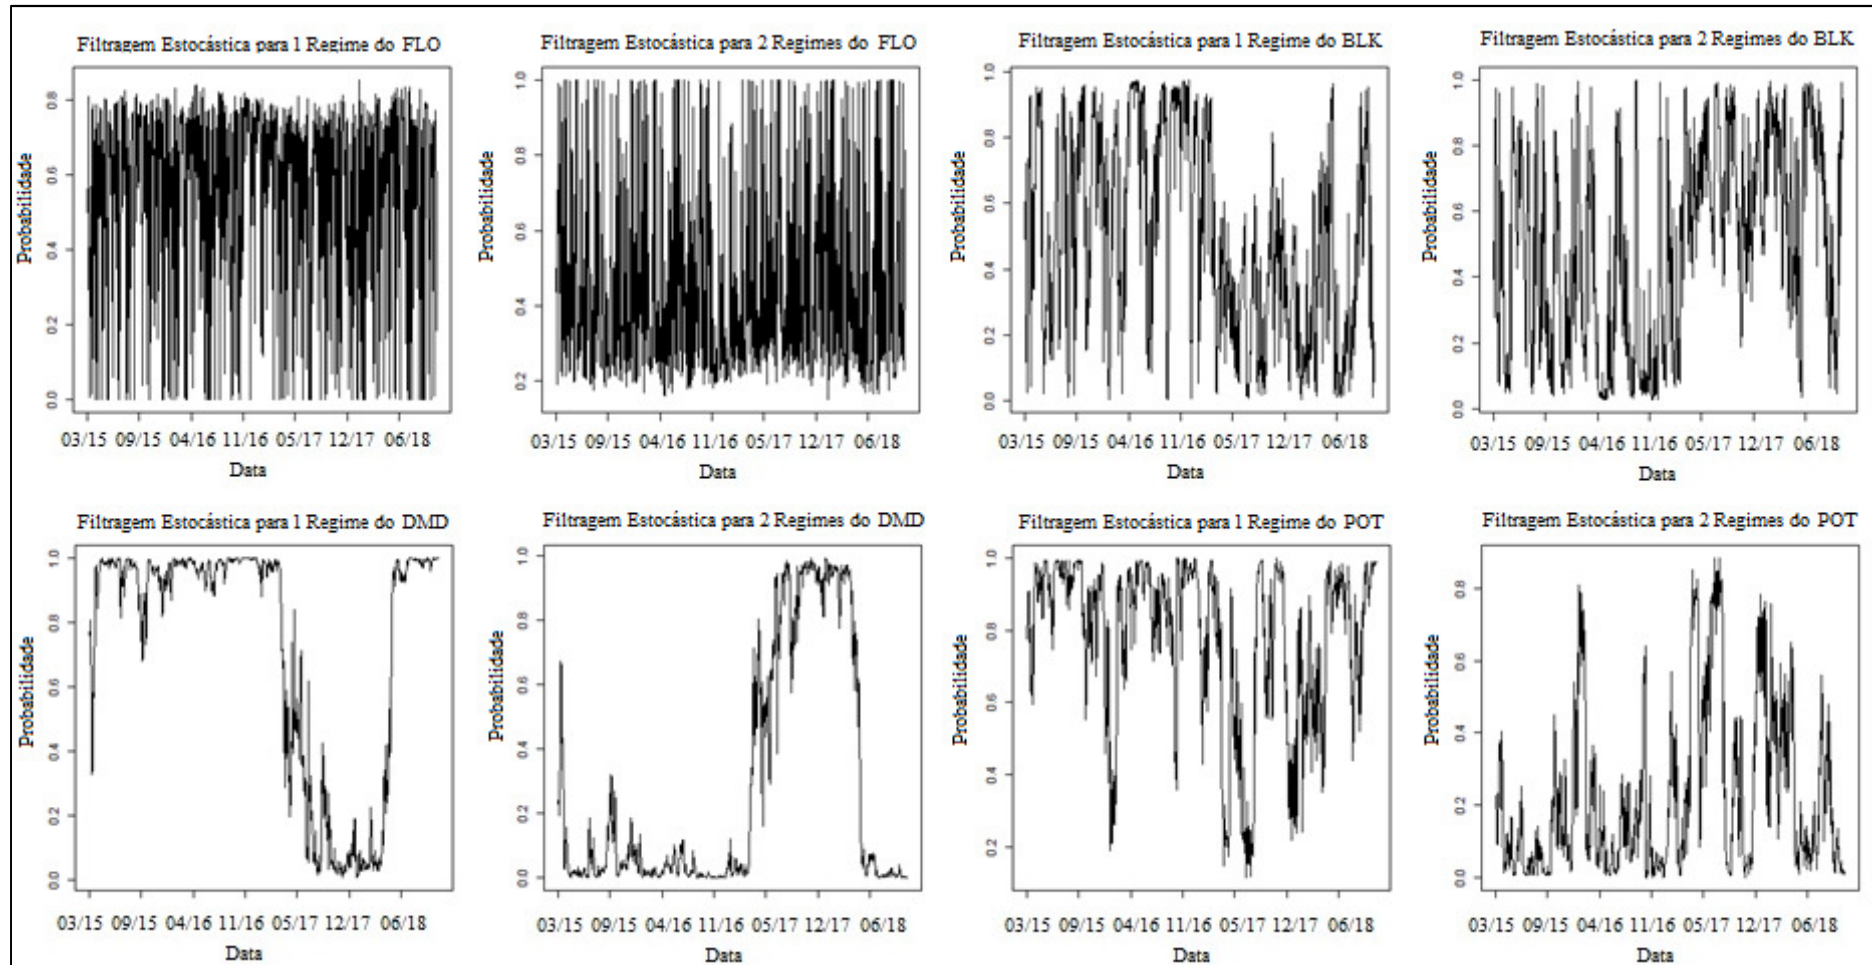 Filtragem Estocástica para 1 Regime do FLO
Probabilidade
0.8
0.6
0.4
0.2
0.0
03/15 09/15 04/16 11/16 05/17 12/17 06/18
Data
Filtragem Estocástica para 2 Regimes do FLO
Probabilidade
1.0
0.8
0.6
0.4
0.2
03/15 09/15 04/16 11/16 05/17 12/17 06/18
Data
Filtragem Estocástica para 1 Regime do BLK
Probabilidade
1.0
0.8
0.6
0.4
0.2
0.0
03/15 09/15 04/16 11/16 05/17 12/17 06/18
Data
Filtragem Estocástica para 2 Regimes do BLK
Probabilidade
1.0
0.8
0.6
0.4
0.2
0.0
03/15 09/15 04/16 11/16 05/17 12/17 06/18
Data
Filtragem Estocástica para 1 Regime do DMD
Probabilidade
1.0
0.8
0.6
0.4
0.2
0.0
03/15 09/15 04/16 11/16 05/17 12/17 06/18
Data
Filtragem Estocástica para 2 Regimes do DMD
Probabilidade
1.0
0.8
0.6
0.4
0.2
0.0
03/15 09/15 04/16 11/16 05/17 12/17 06/18
Data
Filtragem Estocástica para 1 Regime do POT
Probabilidade
1.0
0.8
0.6
0.4
0.2
03/15 09/15 04/16 11/16 05/17 12/17 06/18
Data
Filtragem Estocástica para 2 Regimes do POT
Probabilidade
0.8
0.6
0.4
0.2
0.0
03/15 09/15 04/16 11/16 05/17 12/17 06/18
Data